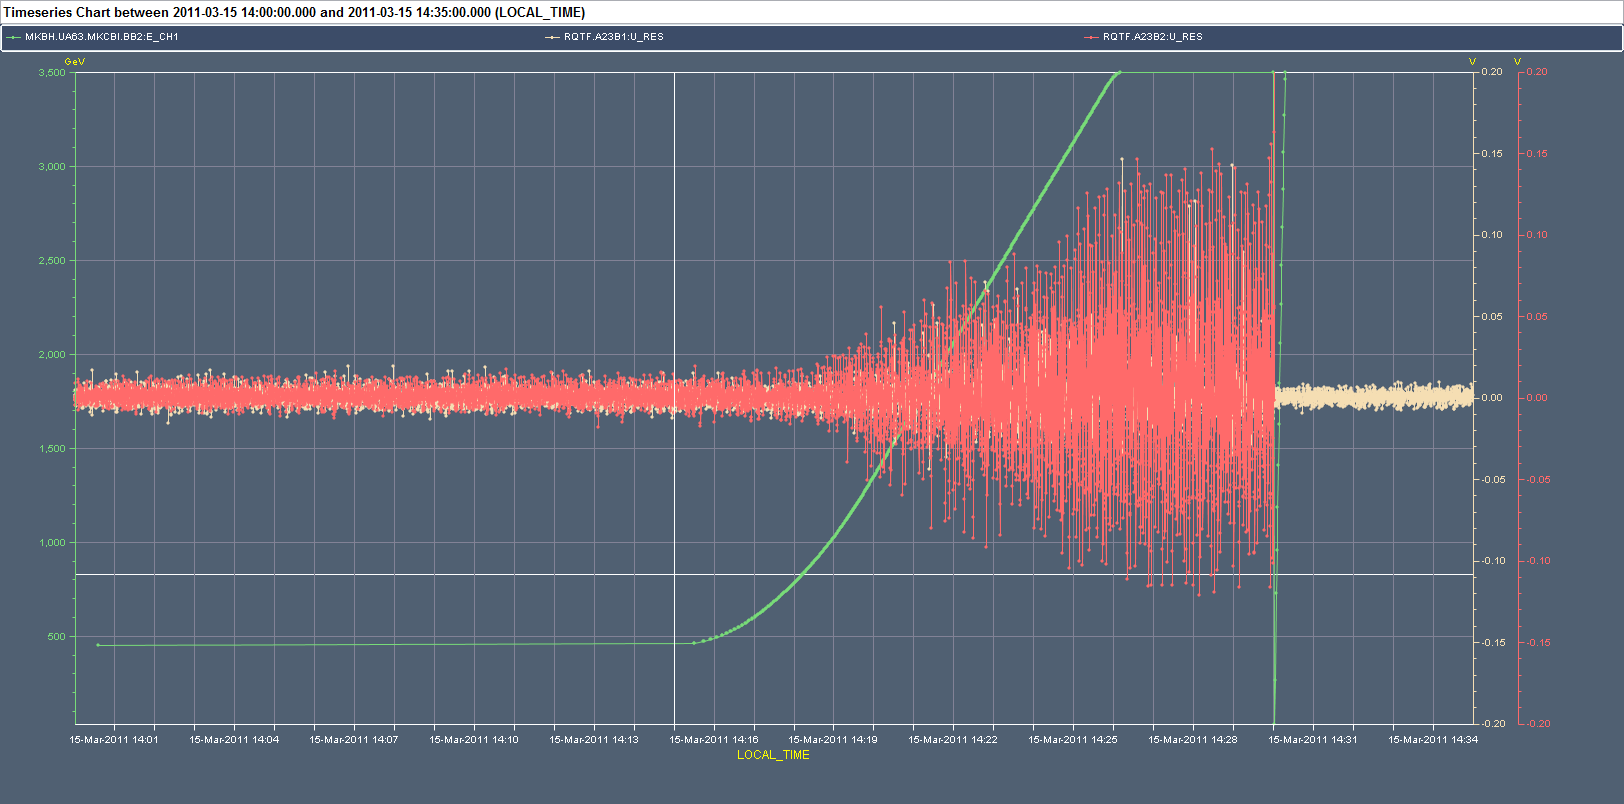 Timeseries Chart between 2011-03-15 14:00:00.000 and 2011-03-15 14:35:00.000 (LOCAL_TIME)
MKBH.UA63.MKCBI.BB2:E_CH1 RQTF.A23B1:U_RES RQTF.A23B2:U_RES
GeV V V
3,500 0.20 0.20
3,000 0.15 0.15
2,500 0.10 0.10
2,000 0.05 0.05
0.00 0.00
1,500 -0.05 -0.05
1,000 -0.10 -0.10
500 -0.15 -0.15
-0.20 -0.20
15-Mar-2011 14:01 15-Mar-2011 14:04 15-Mar-2011 14:07 15-Mar-2011 14:10 15-Mar-2011 14:13 15-Mar-2011 14:16 15-Mar-2011 14:19 15-Mar-2011 14:22 15-Mar-2011 14:25 15-Mar-2011 14:28 15-Mar-2011 14:31 15-Mar-2011 14:34
LOCAL_TIME